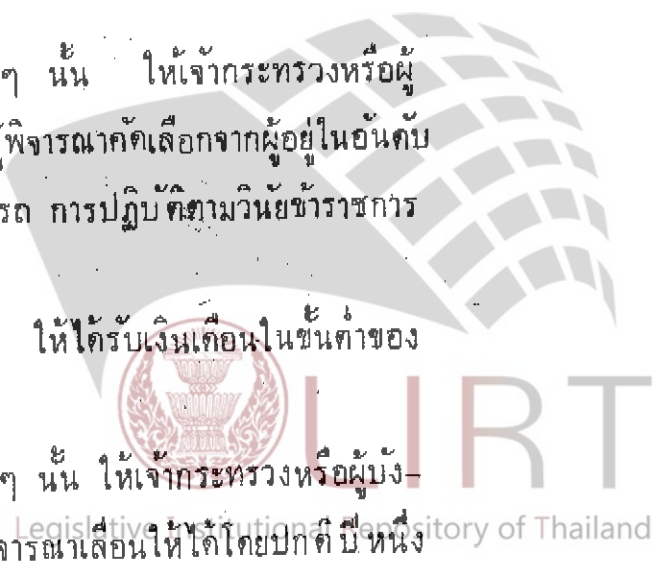 ๆ นั้น ให้เจ้ากระทรวงหรือผู้
ผู้พิจารณาคัดเลือกจากผู้อยู่ในอันดับ
รถ การปฏิบัติตามวินัยข้าราชการ
ให้ได้รับเงินเดือนในขั้นต่ำของ
LIRT
ๆ นั้น ให้เจ้ากระทรวงหรือผู้บัง–
Legislative Institutional Repository of Thailand
จารณาเลื่อนให้ได้โดยปกติปีหนึ่ง